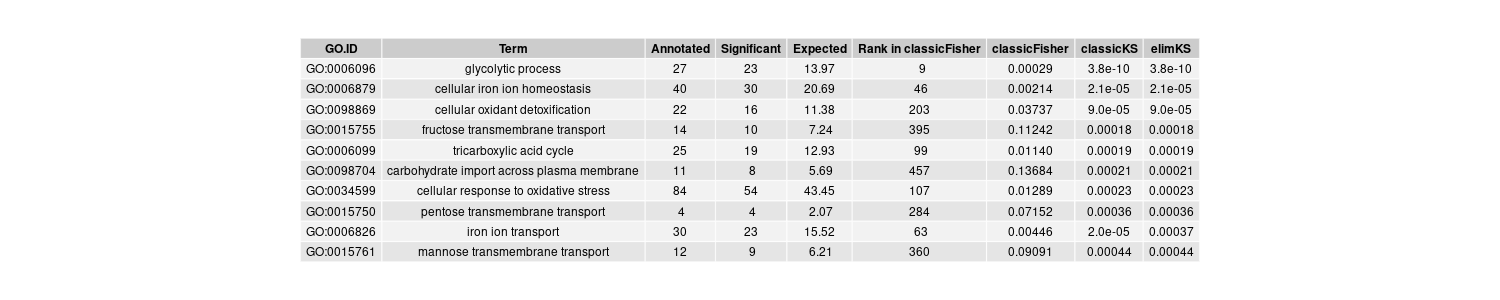 GO.ID Term Annotated Significant Expected Rank in classicFisher classicFisher classicKS elimKS
GO:0006096 glycolytic process 27 23 13.97 9 0.00029 3.8e-10 3.8e-10
GO:0006879 cellular iron ion homeostasis 40 30 20.69 46 0.00214 2.1e-05 2.1e-05
GO:0098869 cellular oxidant detoxification 22 16 11.38 203 0.03737 9.0e-05 9.0e-05
GO:0015755 fructose transmembrane transport 14 10 7.24 395 0.11242 0.00018 0.00018
GO:0006099 tricarboxylic acid cycle 25 19 12.93 99 0.01140 0.00019 0.00019
GO:0098704 carbohydrate import across plasma membrane 11 8 5.69 457 0.13684 0.00021 0.00021
GO:0034599 cellular response to oxidative stress 84 54 43.45 107 0.01289 0.00023 0.00023
GO:0015750 pentose transmembrane transport 4 4 2.07 284 0.07152 0.00036 0.00036
GO:0006826 iron ion transport 30 23 15.52 63 0.00446 2.0e-05 0.00037
GO:0015761 mannose transmembrane transport 12 9 6.21 360 0.09091 0.00044 0.00044